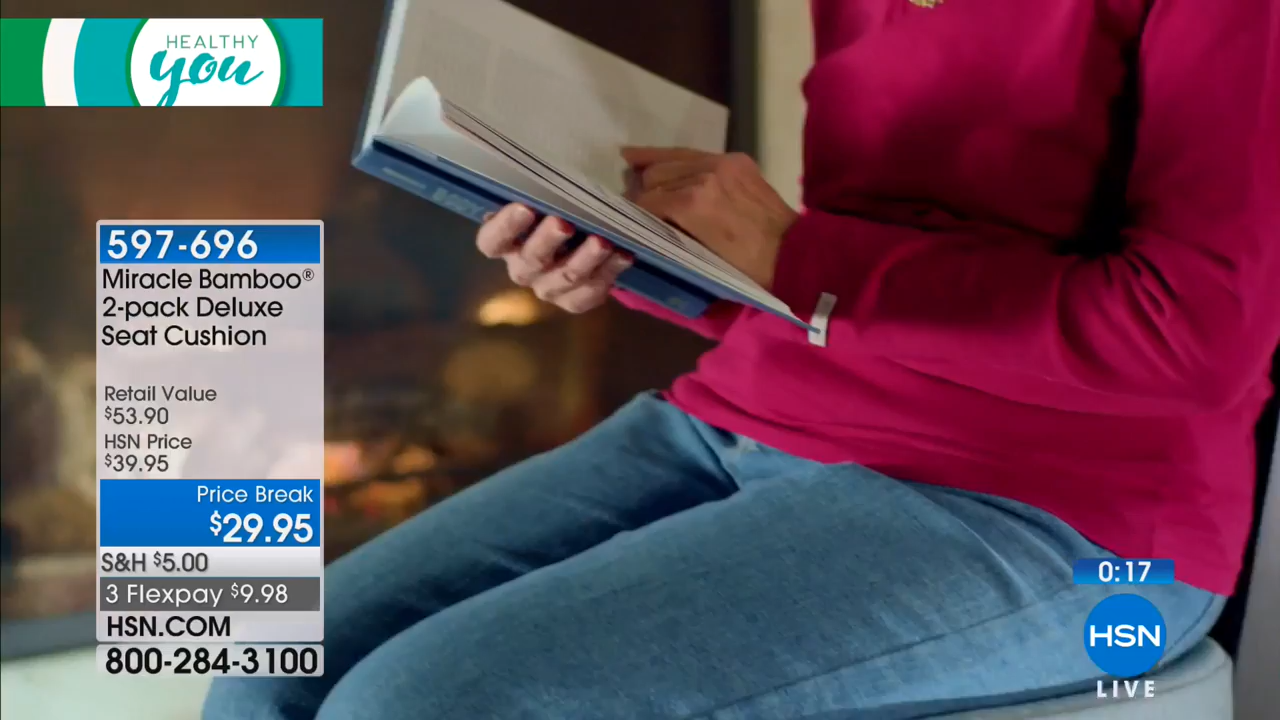 HEALTHY
you
597-696
Miracle Bamboo®
2-pack Deluxe
Seat Cushion
Retail Value
$53.90
HSN Price
$39.95
Price Break
$29.95
S&H $5.00
3 Flexpay $9.98
HSN.COM
800-284-3100
0:17
HSN
LIVE